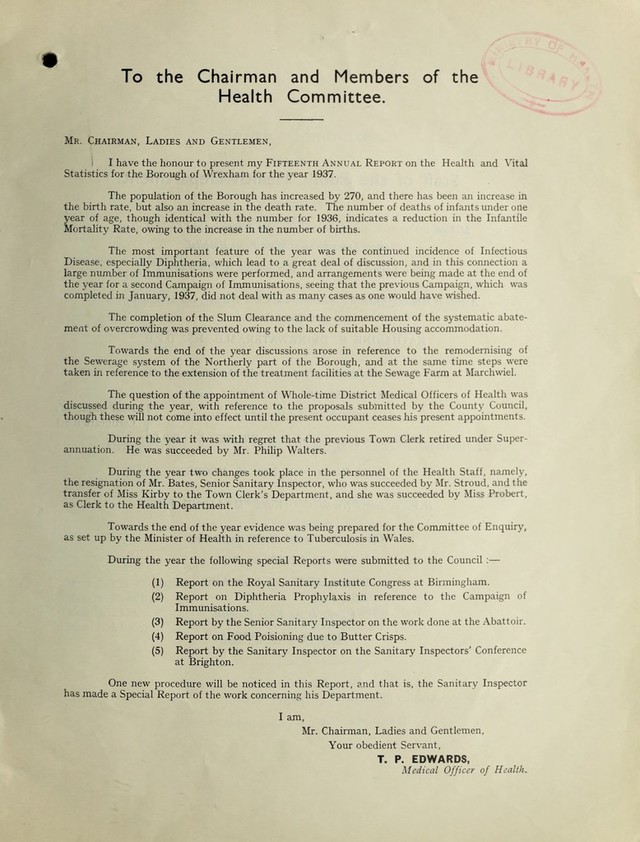 To the Chairman and Members of the
Health Committee.
MINISTRY OF HEALTH
LIBRARY
Mr. Chairman, Ladies and Gentlemen,
I have the honour to present my Fifteenth Annual Report on the Health and Vital
Statistics for the Borough of Wrexham for the year 1937.
The population of the Borough has increased by 270, and there has been an increase in
the birth rate, but also an increase in the death rate. The number of deaths of infants under one
year of age, though identical with the number for 1936, indicates a reduction in the Infantile
Mortality Rate, owing to the increase in the number of births.
The most important feature of the year was the continued incidence of Infectious
Disease, especially Diphtheria, which lead to a great deal of discussion, and in this connection a
large number of Immunisations were performed, and arrangements were being made at the end of
the year for a second Campaign of Immunisations, seeing that the previous Campaign, which was
completed in January, 1937, did not deal with as many cases as one would have wished.
The completion of the Slum Clearance and the commencement of the systematic abate-
ment of overcrowding was prevented owing to the lack of suitable Housing accommodation.
Towards the end of the year discussions arose in reference to the remodernising of
the Sewerage system of the Northerly part of the Borough, and at the same time steps were
taken in reference to the extension of the treatment facilities at the Sewage Farm at Marchwiel.
The question of the appointment of Whole-time District Medical Officers of Health was
discussed during the year, with reference to the proposals submitted by the County Council,
though these will not come into effect until the present occupant ceases his present appointments.
During the year it was with regret that the previous Town Clerk retired under Super-
annuation. He was succeeded by Mr. Philip Walters.
During the year two changes took place in the personnel of the Health Staff, namely,
the resignation of Mr. Bates, Senior Sanitary Inspector, who was succeeded by Mr. Stroud, and the
transfer of Miss Kirby to the Town Clerk's Department, and she was succeeded by Miss Probert,
as Clerk to the Health Department.
Towards the end of the year evidence was being prepared for the Committee of Enquiry,
as set up by the Minister of Health in reference to Tuberculosis in Wales.
During the year the following special Reports were submitted to the Council :—
(1) Report on the Royal Sanitary Institute Congress at Birmingham.
(2) Report on Diphtheria Prophylaxis in reference to the Campaign of
Immunisations.
(3) Report by the Senior Sanitary Inspector on the work done at the Abattoir.
(4) Report on Food Poisioning due to Butter Crisps.
(5) Report by the Sanitary Inspector on the Sanitary Inspectors' Conference
at Brighton.
One new procedure will be noticed in this Report, and that is, the Sanitary Inspector
has made a Special Report of the work concerning his Department.
I am,
Mr. Chairman, Ladies and Gentlemen,
Your obedient Servant,
T. P. EDWARDS,
Medical Officer of Health.